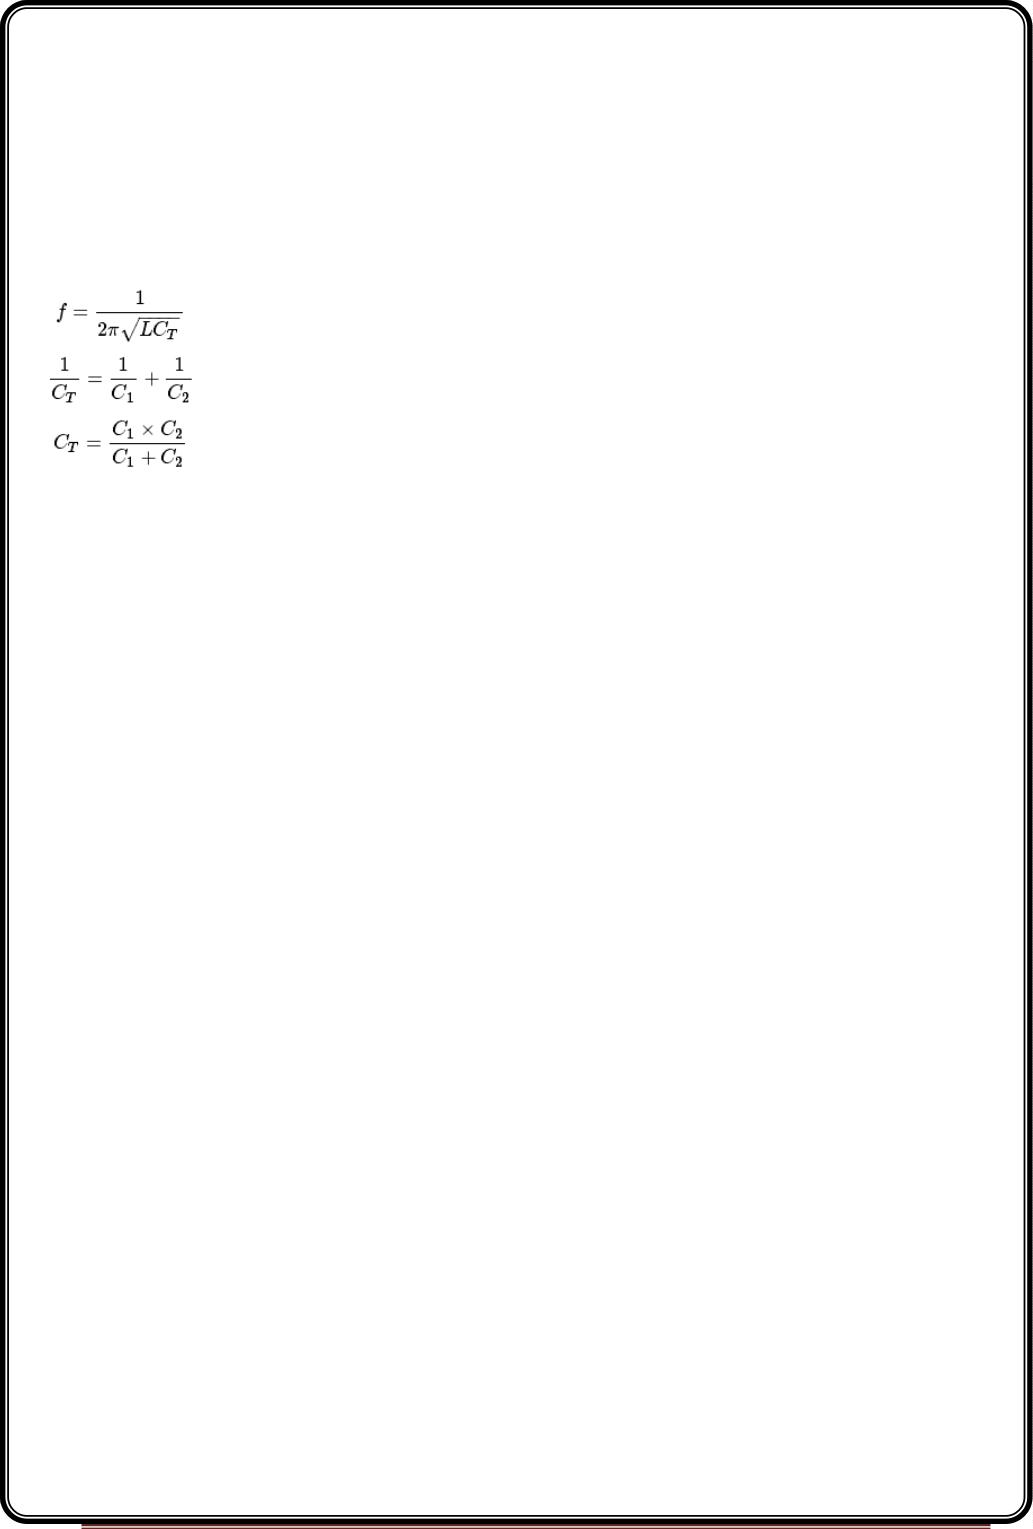 f = 1 / (2π√(LC_T))
1/C_T = 1/C_1 + 1/C_2
C_T = (C_1 × C_2) / (C_1 + C_2)